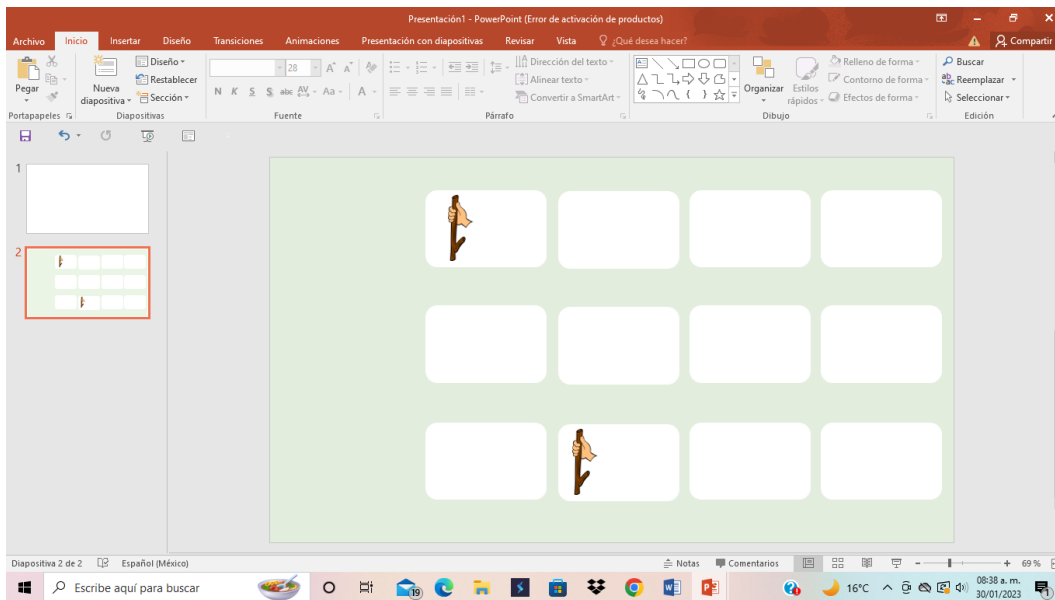 Presentación1 - PowerPoint (Error de activación de productos)
Archivo Inicio Insertar Diseño Transiciones Animaciones Presentación con diapositivas Revisar Vista ¿Qué desea hacer? Compartir
Pegar
Nueva diapositiva
Diseño
Restablecer
Sección
28 A A
N K S S abc AV Aa A
Dirección del texto
Alinear texto
Convertir a SmartArt
Organizar
Estilos rápidos
Relleno de forma
Contorno de forma
Efectos de forma
Buscar
Reemplazar
Seleccionar
Portapapeles Diapositivas Fuente Párrafo Dibujo Edición
1
2
Diapositiva 2 de 2 Español (México) Notas Comentarios 69 %
Escribe aquí para buscar
19
16°C
08:38 a. m.
30/01/2023